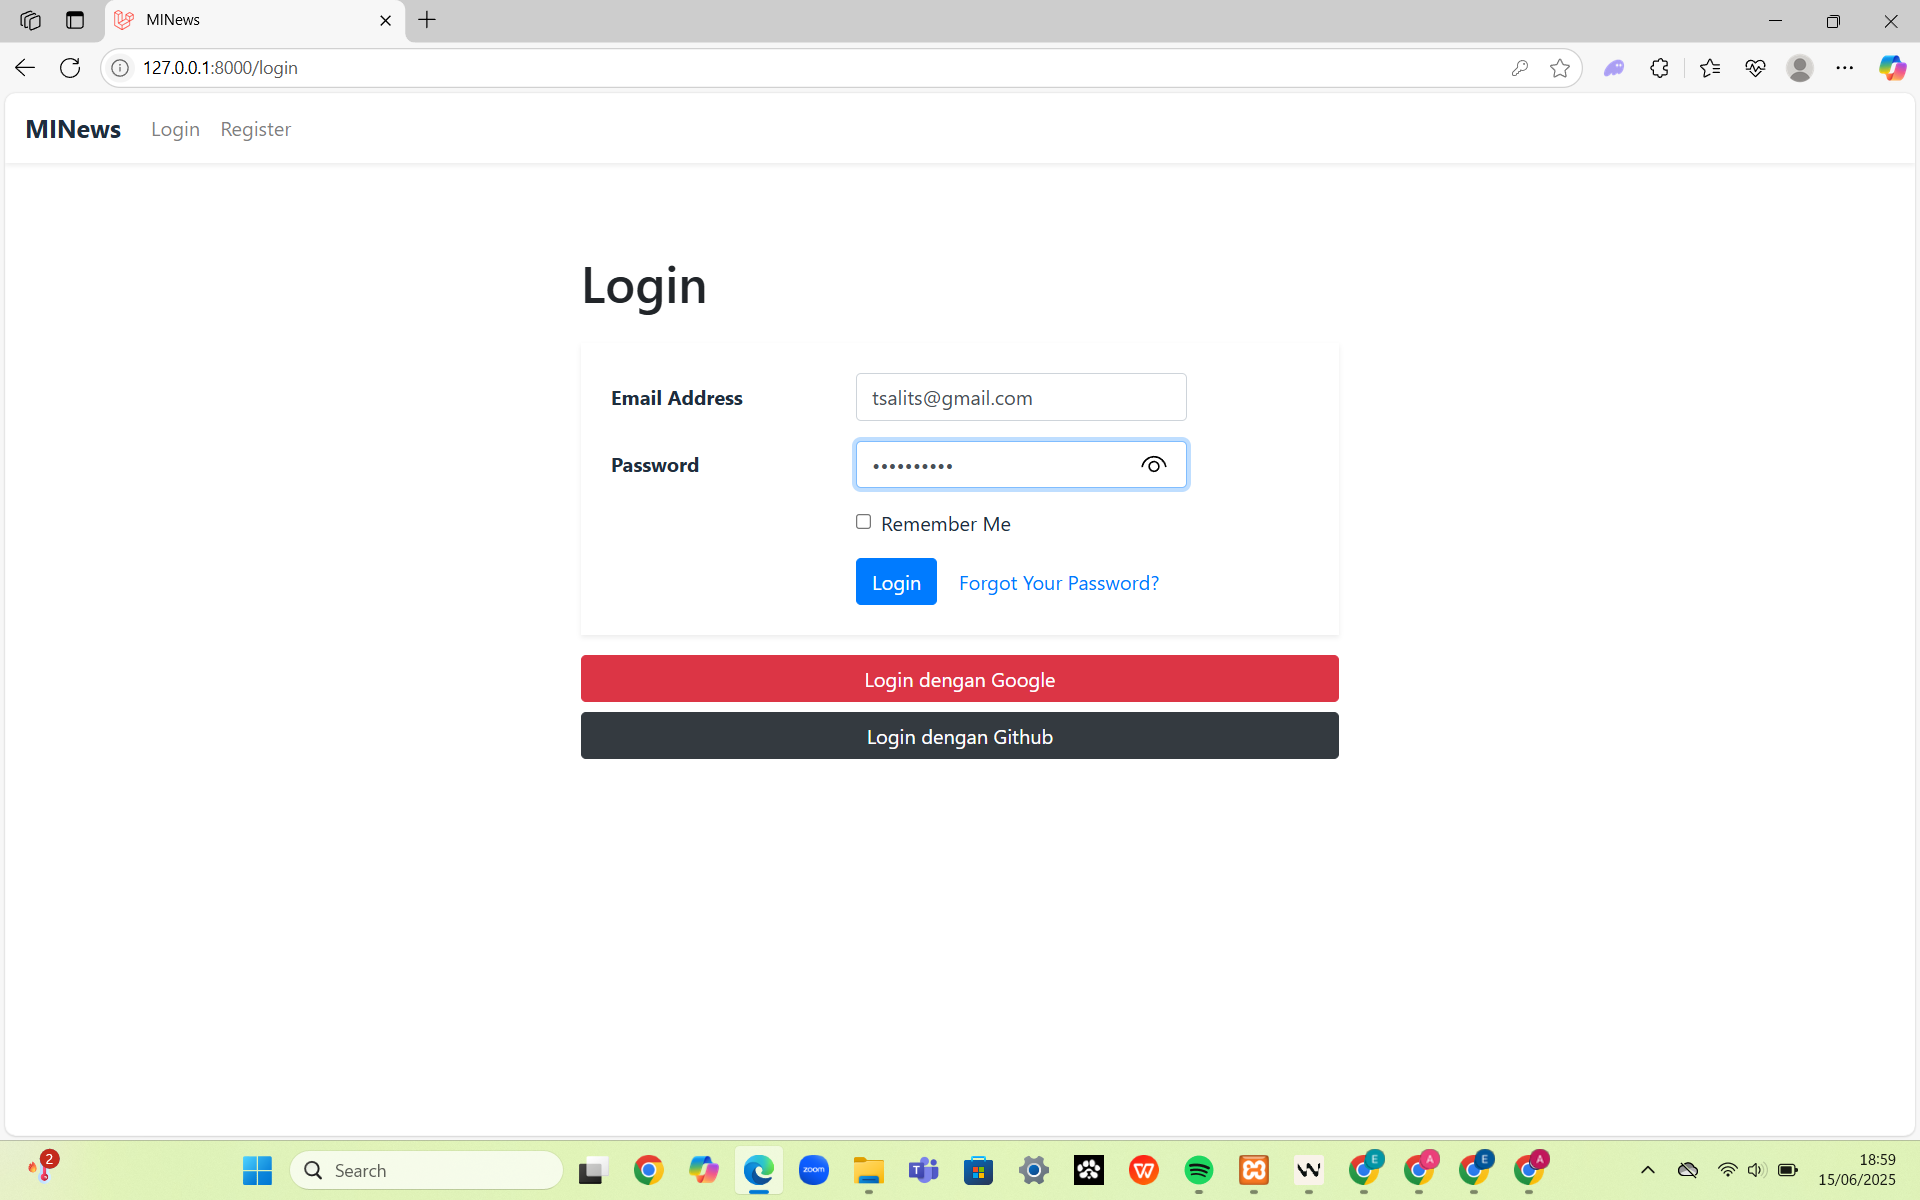 MINews
127.0.0.1:8000/login
MINews Login Register
Login
Email Address tsalits@gmail.com
Password ••••••••••
Remember Me
Login Forgot Your Password?
Login dengan Google
Login dengan Github
2
Search
zoom
T
W
E
A
E
A
18:59
15/06/2025